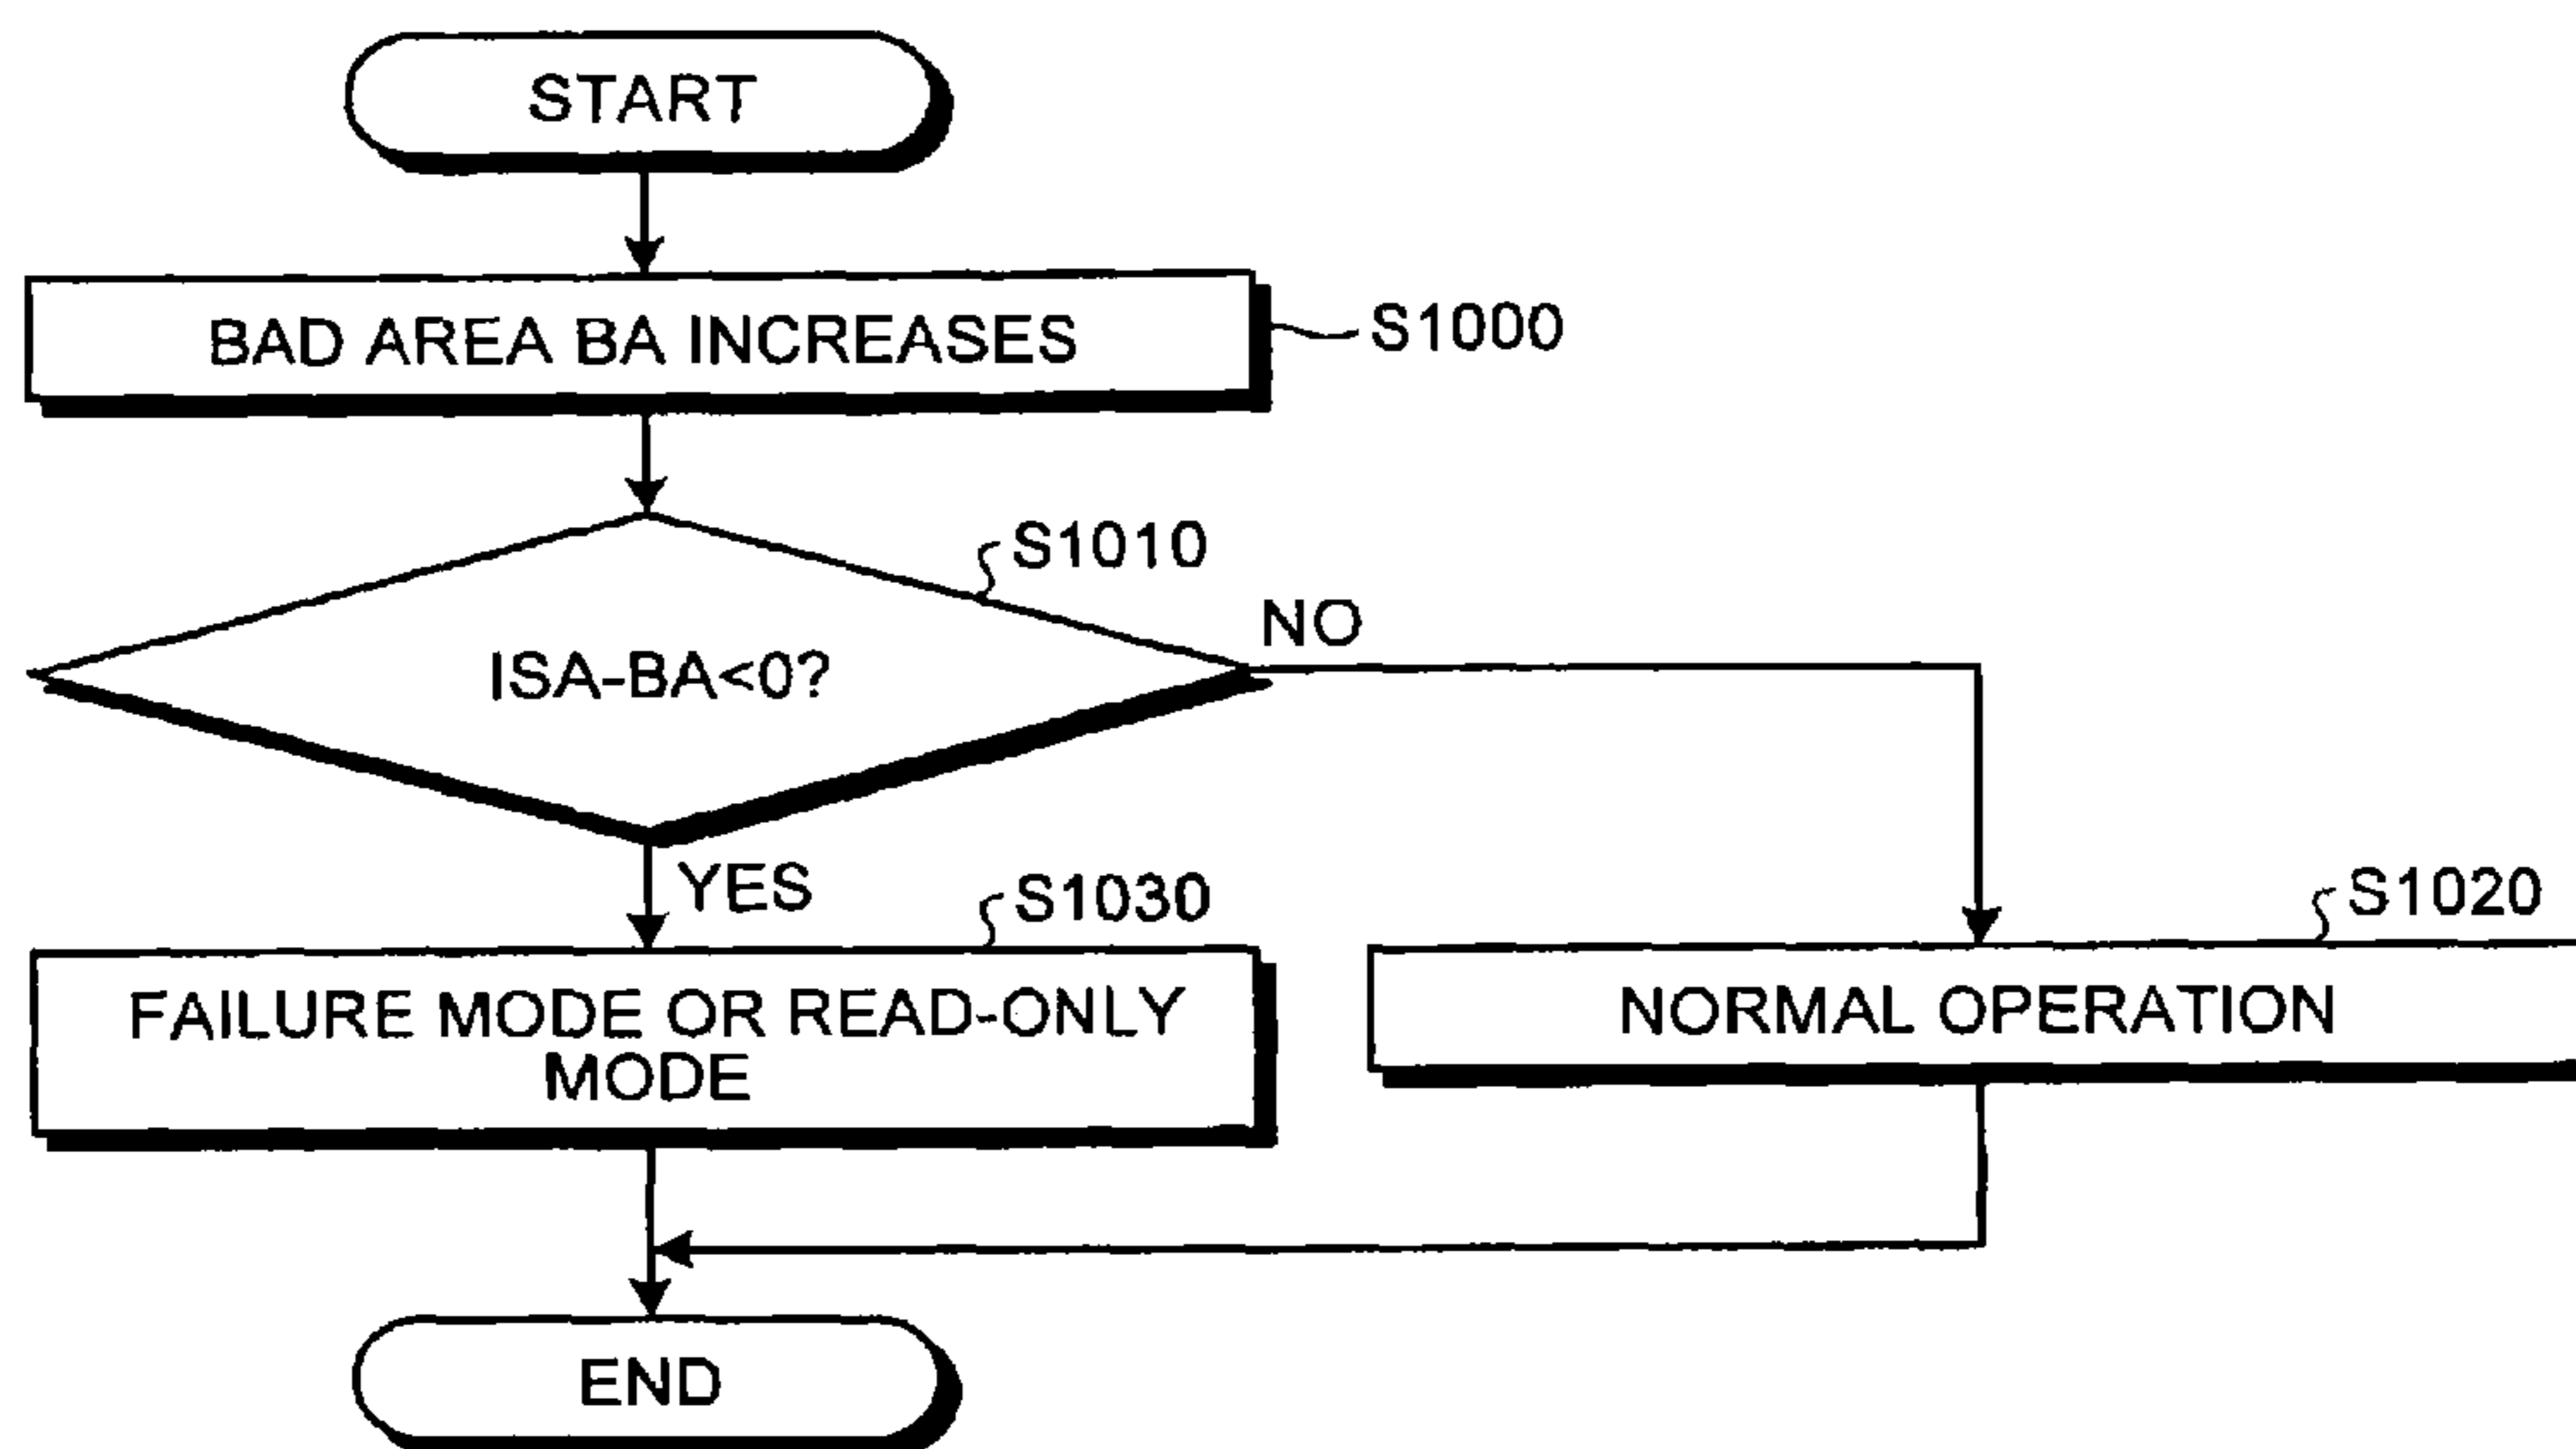 START
BAD AREA BA INCREASES
S1000
S1010
ISA-BA<0?
NO
YES
S1030
FAILURE MODE OR READ-ONLY
MODE
S1020
NORMAL OPERATION
END